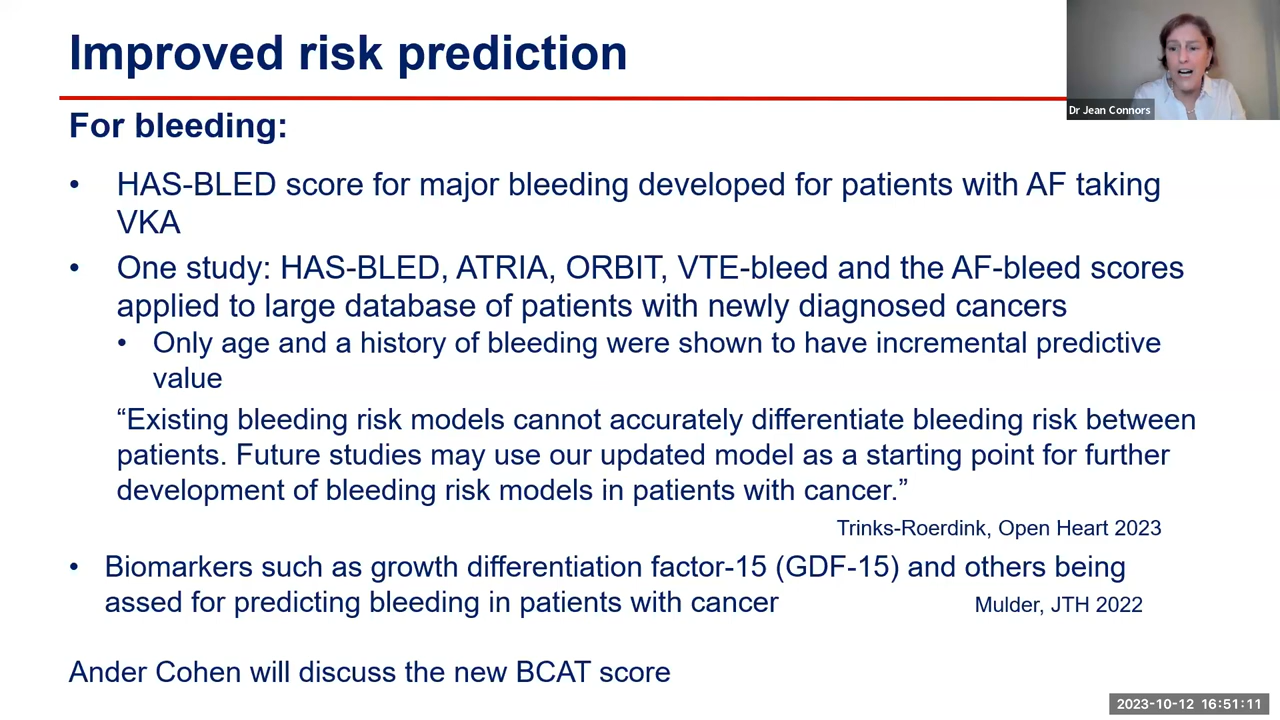 Improved risk prediction
Dr Jean Connors
For bleeding:
• HAS-BLED score for major bleeding developed for patients with AF taking
VKA
• One study: HAS-BLED, ATRIA, ORBIT, VTE-bleed and the AF-bleed scores
applied to large database of patients with newly diagnosed cancers
• Only age and a history of bleeding were shown to have incremental predictive
value
“Existing bleeding risk models cannot accurately differentiate bleeding risk between
patients. Future studies may use our updated model as a starting point for further
development of bleeding risk models in patients with cancer.”
Trinks-Roerdink, Open Heart 2023
• Biomarkers such as growth differentiation factor-15 (GDF-15) and others being
assed for predicting bleeding in patients with cancer Mulder, JTH 2022
Ander Cohen will discuss the new BCAT score
2023-10-12 16:51:11